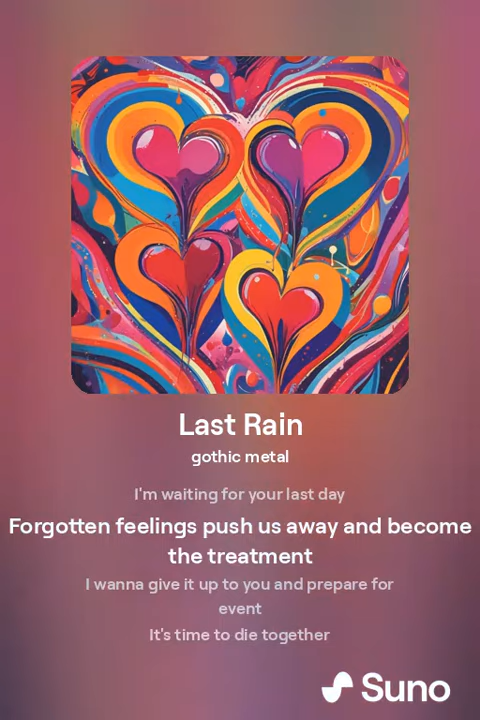 Last Rain
gothic metal
I'm waiting for your last day
Forgotten feelings push us away and become
the treatment
I wanna give it up to you and prepare for
event
It's time to die together
Suno